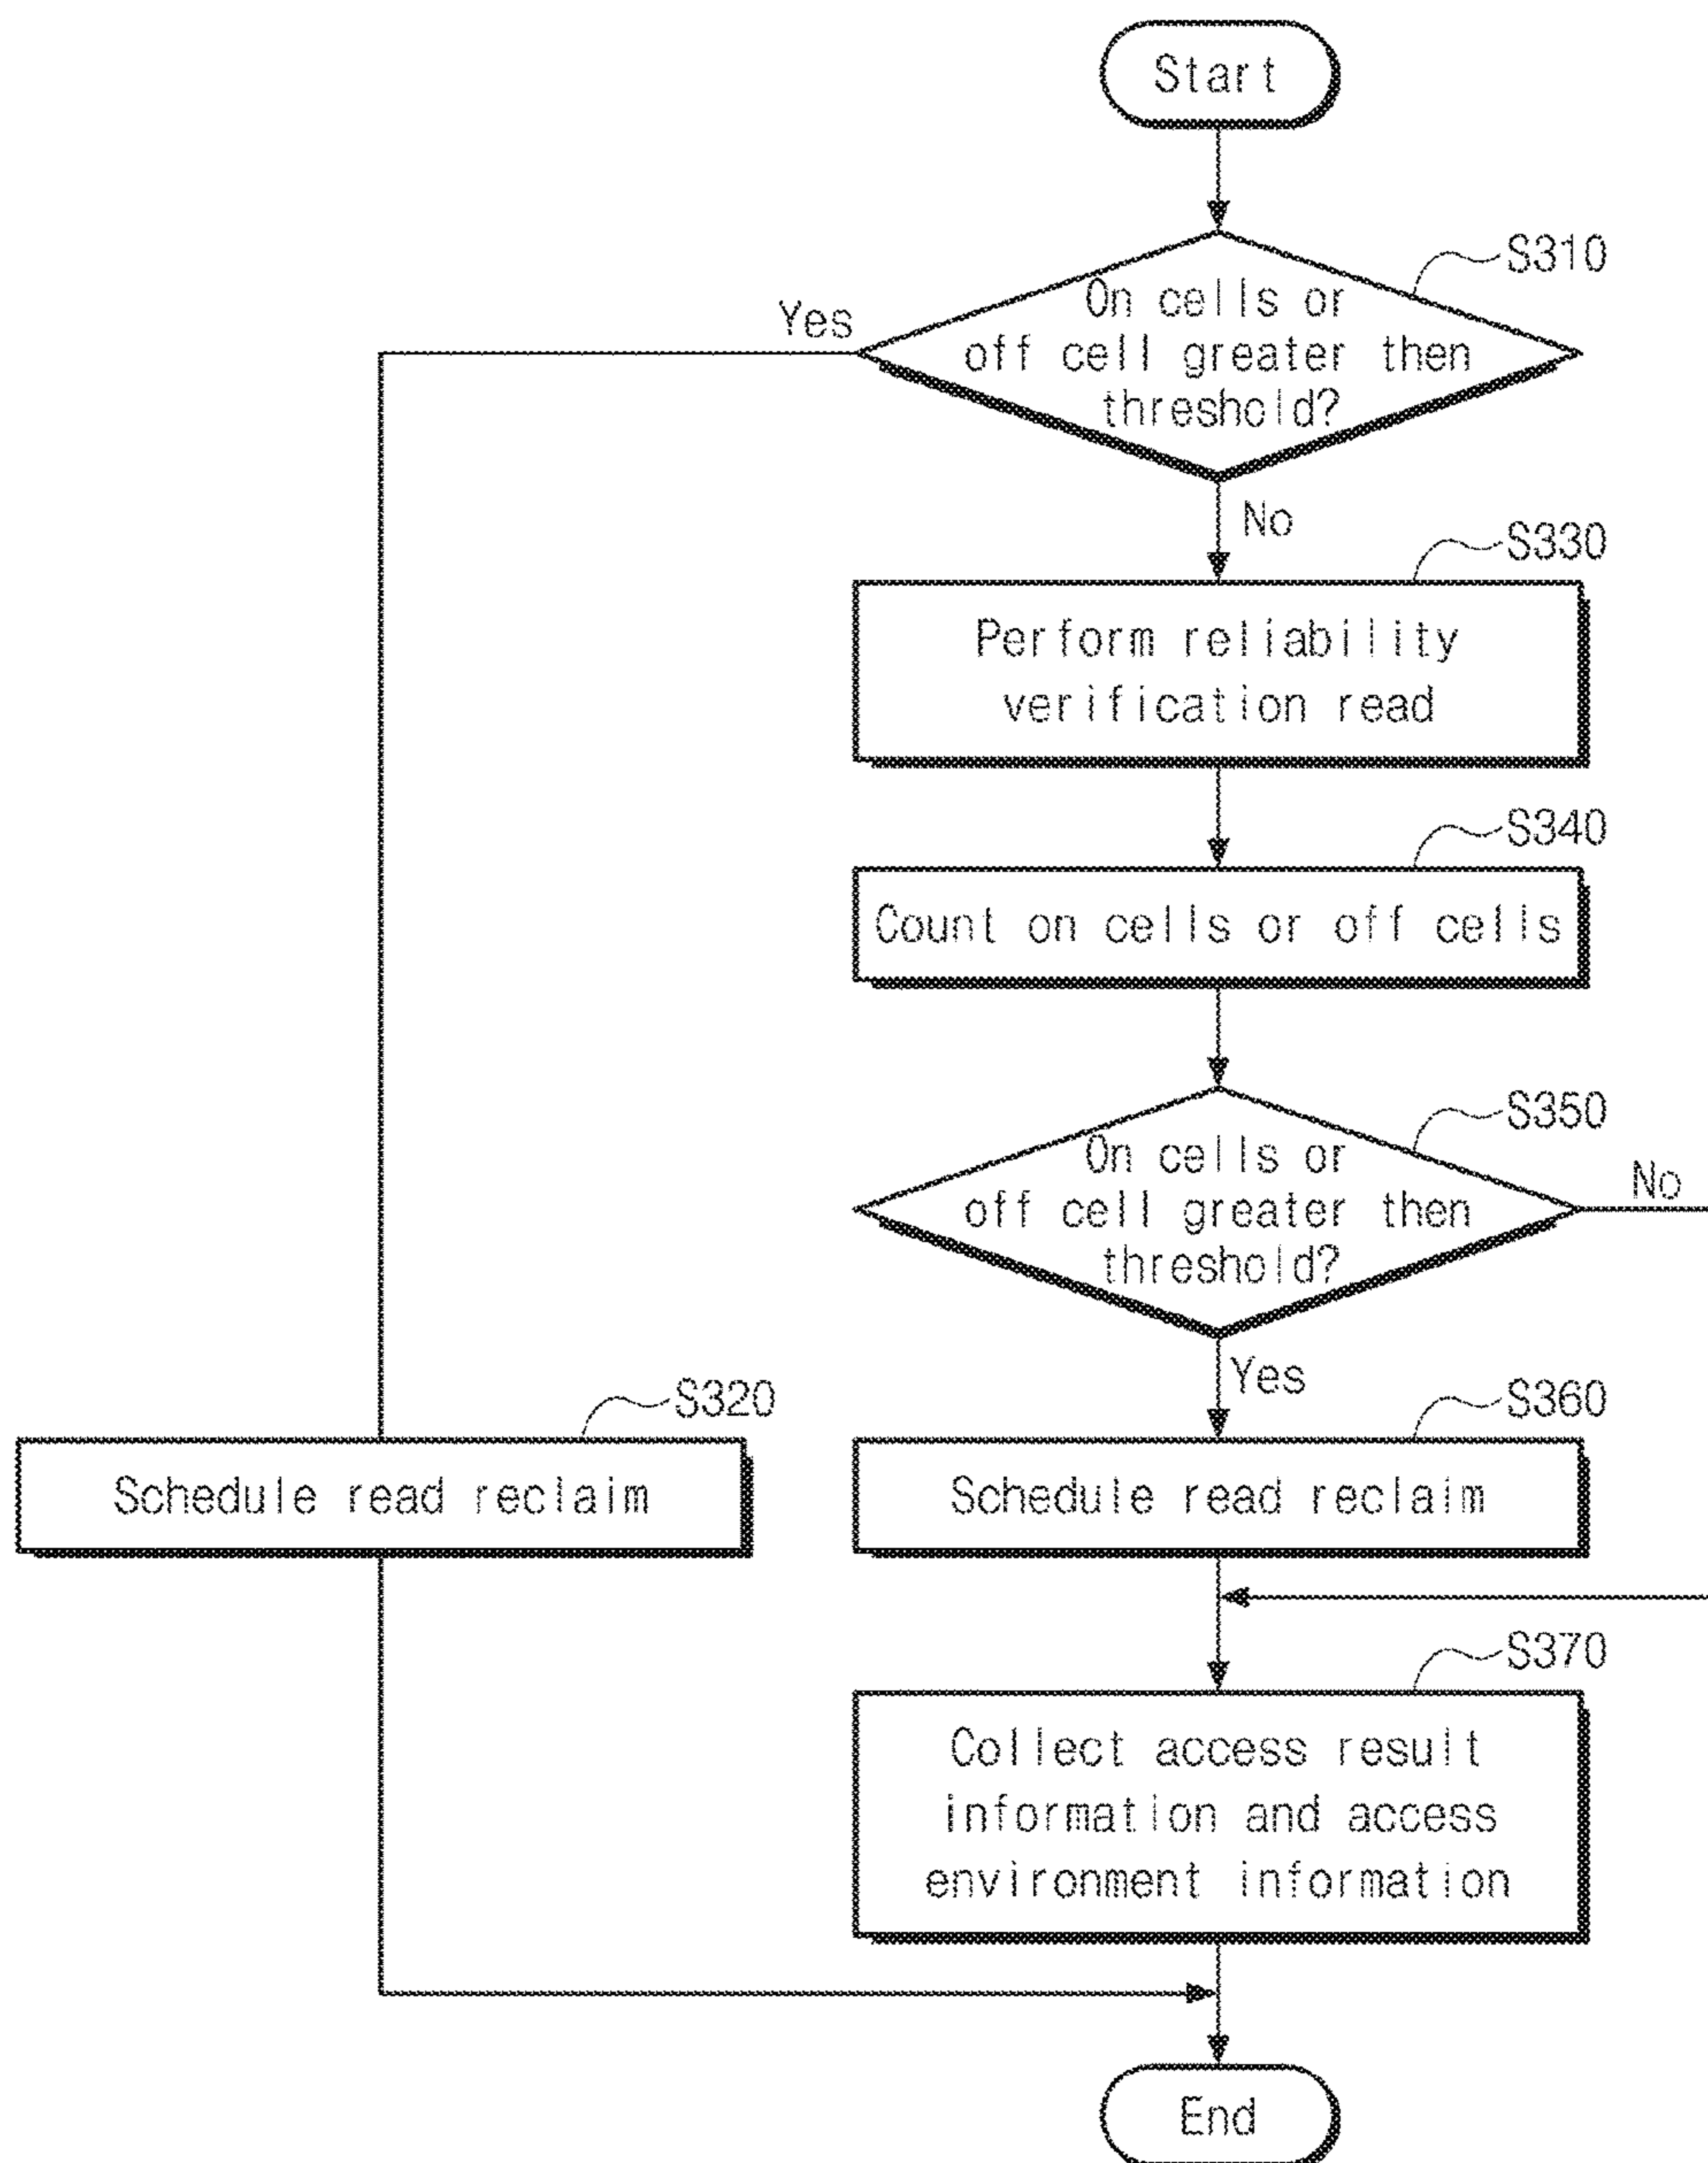 Start
S310
Yes
On cells or
off cell greater then
threshold?
No
S330
Perform reliability
verification read
S340
Count on cells or off cells
S350
On cells or
off cell greater then
threshold?
No
Yes
S320
S360
Schedule read reclaim
Schedule read reclaim
S370
Collect access result
information and access
environment information
End